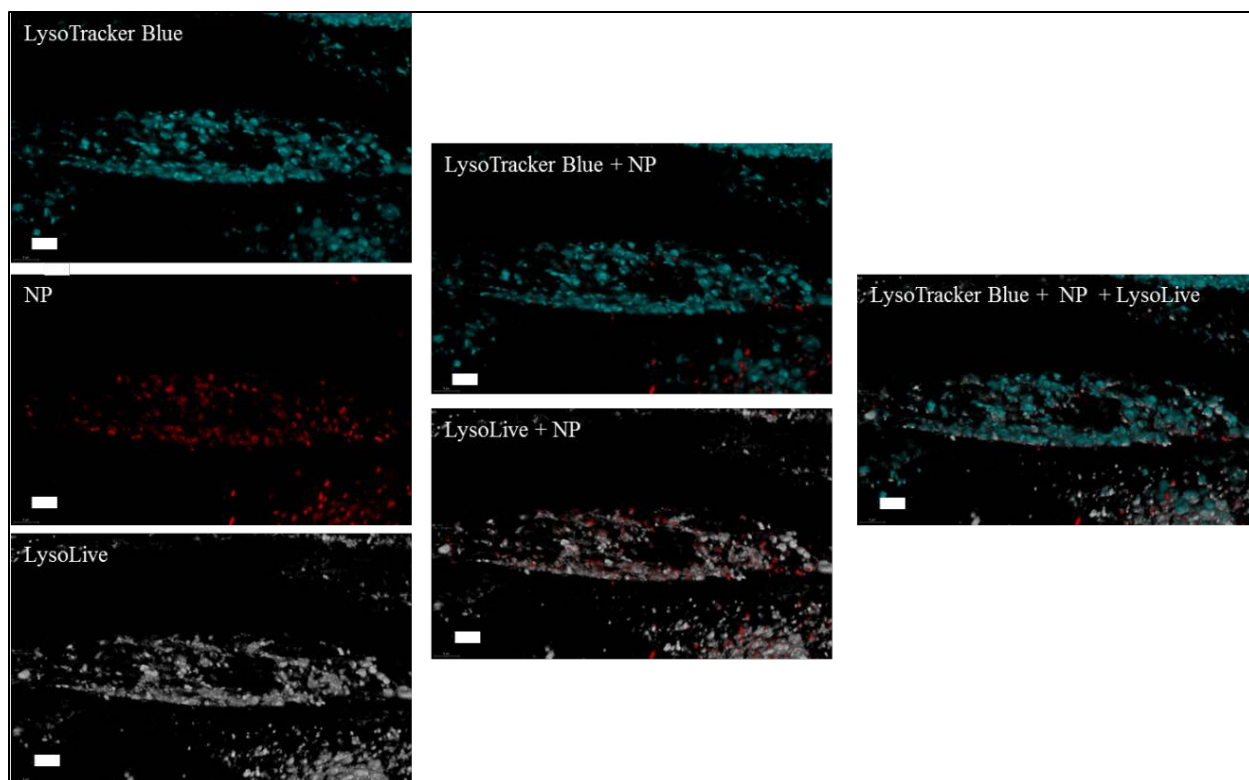 LysoTracker Blue
NP
LysoLive
LysoTracker Blue + NP
LysoLive + NP
LysoTracker Blue + NP + LysoLive